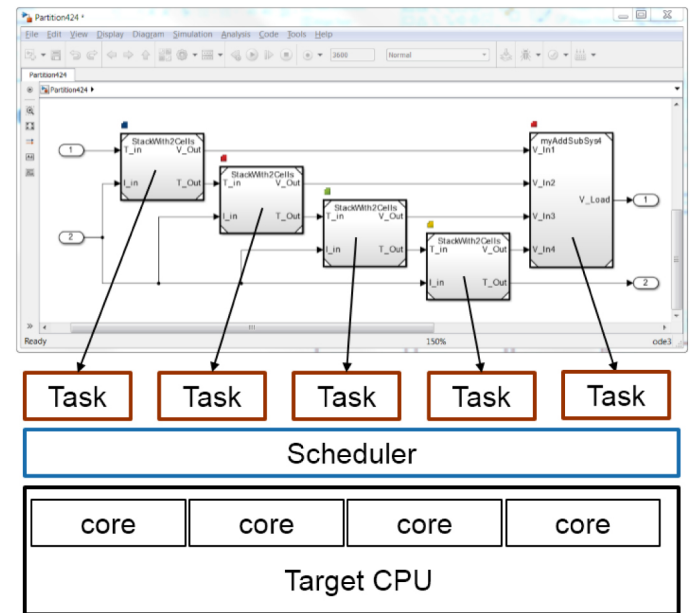 Partition424 *
File Edit View Display Diagram Simulation Analysis Code Tools Help
3600 Normal
Partition424
Partition424
StackWith2Cells
T_in V_Out
I_in T_Out
1
2
StackWith2Cells
T_in V_Out
I_in T_Out
StackWith2Cells
T_in V_Out
I_in T_Out
StackWith2Cells
T_in V_Out
I_in T_Out
myAddSubSys4
V_In1
V_In2
V_Load
V_In3
V_In4
1
2
Ready 150% ode3
Task Task Task Task Task
Scheduler
core core core core
Target CPU